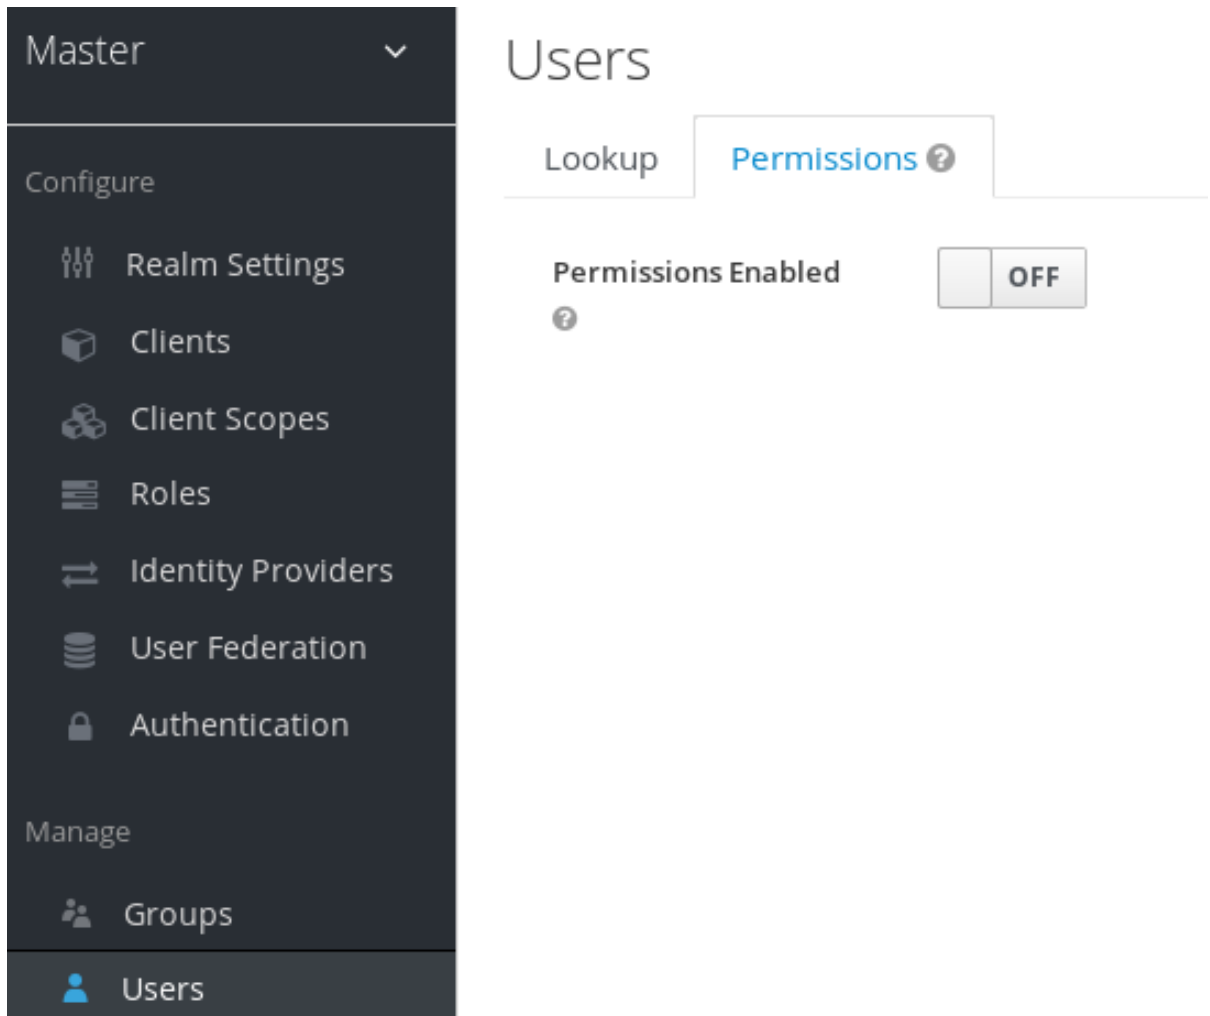 Master
Configure
Realm Settings
Clients
Client Scopes
Roles
Identity Providers
User Federation
Authentication
Manage
Groups
Users
Users
Lookup
Permissions ?
Permissions Enabled
?
OFF